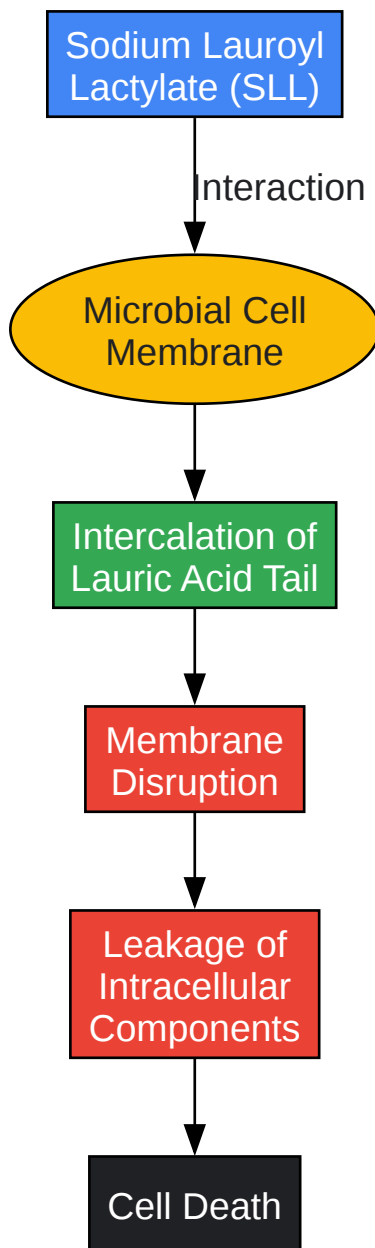 Sodium Lauroyl
Lactylate (SLL)
Interaction
Microbial Cell
Membrane
Intercalation of
Lauric Acid Tail
Membrane
Disruption
Leakage of
Intracellular
Components
Cell Death